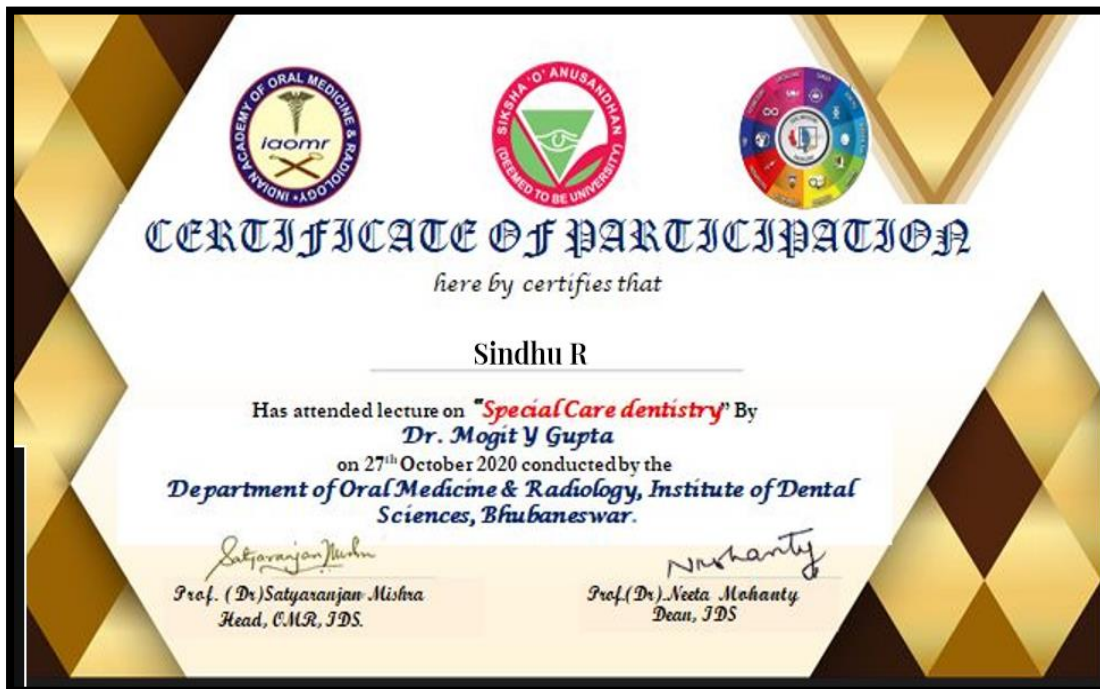 INDIAN ACADEMY OF ORAL MEDICINE & RADIOLOGY
iaomr
SIKSHA 'O' ANUSANDHAN
(DEEMED TO BE UNIVERSITY)
CERTIFICATE OF PARTICIPATION
here by certifies that
Sindhu R
Has attended lecture on "Special Care dentistry" By
Dr. Mogit Y Gupta
on 27th October 2020 conducted by the
Department of Oral Medicine & Radiology, Institute of Dental
Sciences, Bhubaneswar.
Satyaranjan Mishra
NMohanty
Prof. (Dr)Satyaranjan Mishra
Head, OMR, IDS.
Prof.(Dr).Neeta Mohanty
Dean, IDS